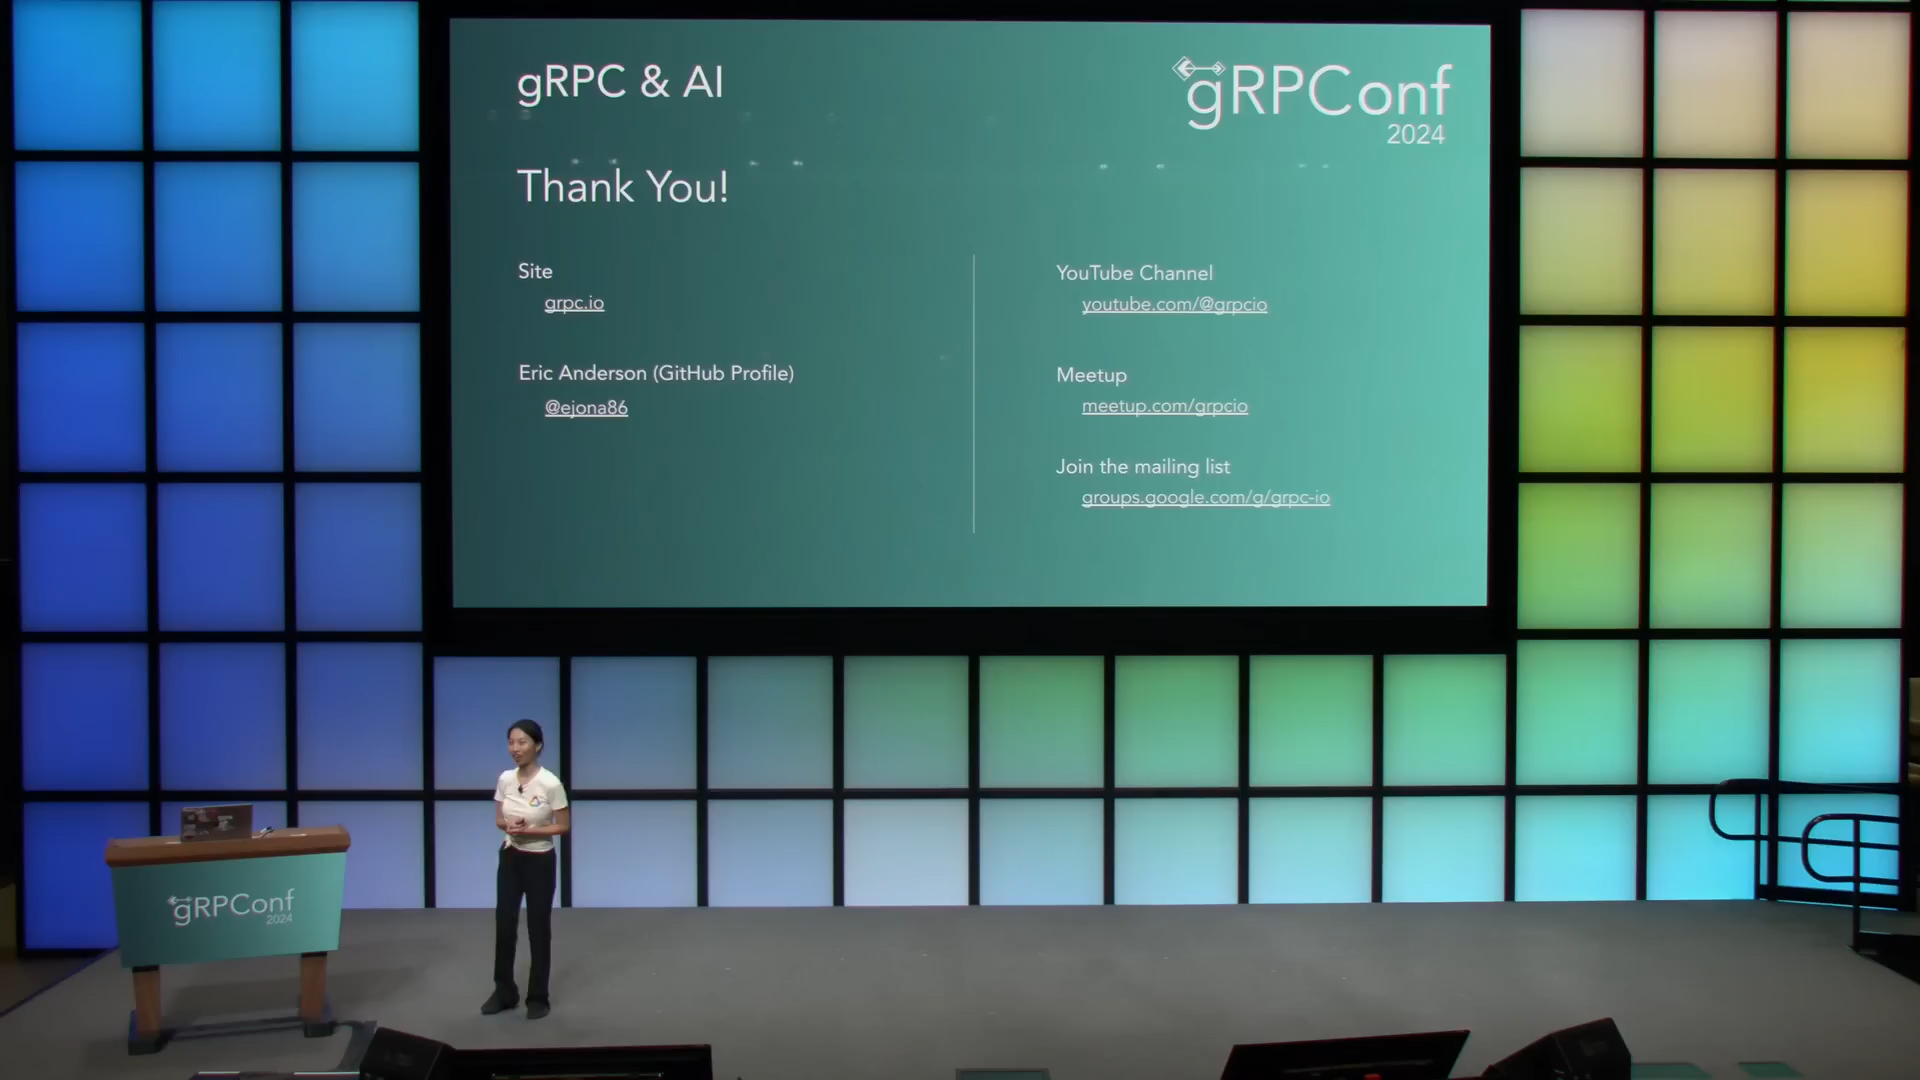 gRPC & AI
gRPConf
2024
Thank You!
Site
grpc.io
Eric Anderson (GitHub Profile)
@ejona86
YouTube Channel
youtube.com/@grpcio
Meetup
meetup.com/grpcio
Join the mailing list
groups.google.com/g/grpc-io
gRPConf
2024